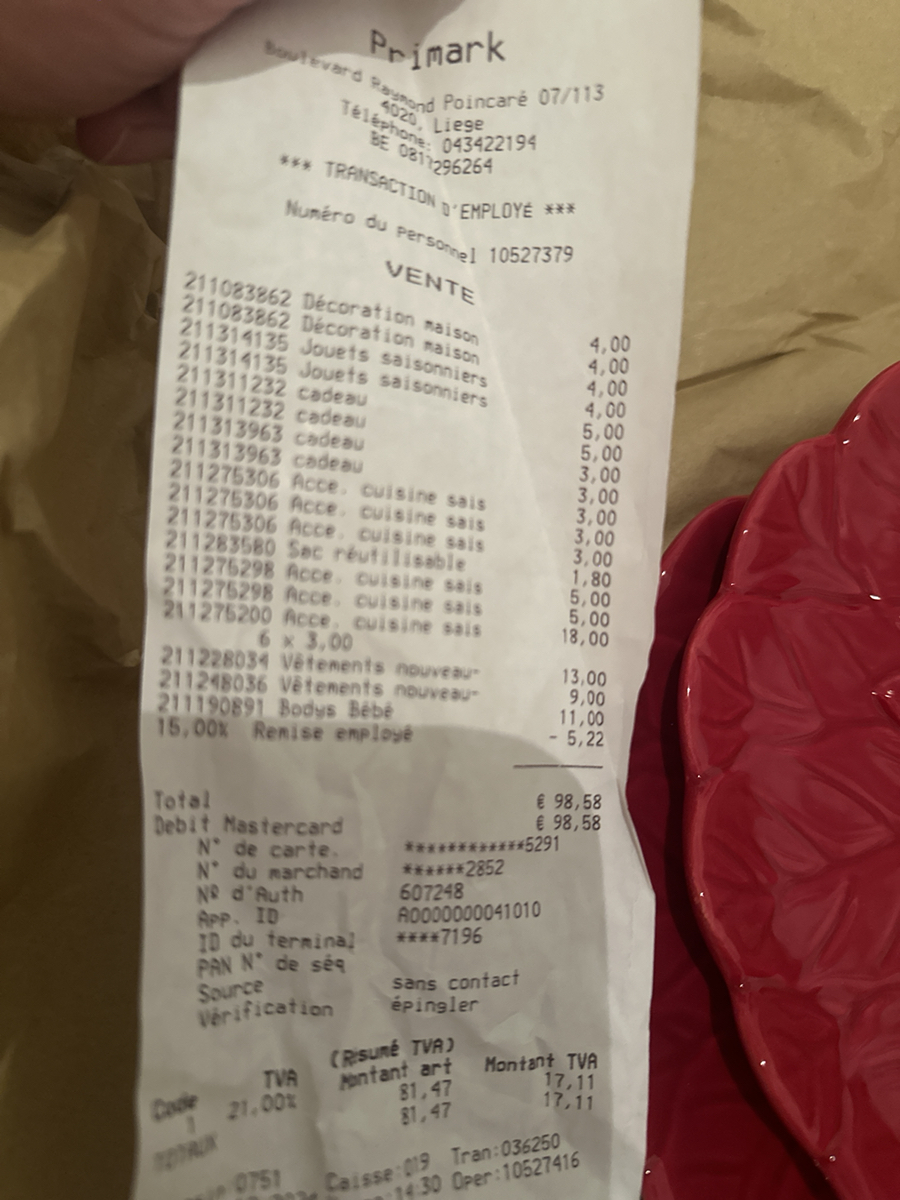 Primark
Boulevard Raymond Poincaré 07/113
4020, Liege
Téléphone: 043422194
BE 0817296264
*** TRANSACTION D'EMPLOYÉ ***
Numéro du personnel 10527379
VENTE
211083862 Décoration maison 4,00
211083862 Décoration maison 4,00
211314135 Jouets saisonniers 4,00
211314135 Jouets saisonniers 4,00
211311232 cadeau 5,00
211311232 cadeau 5,00
211313963 cadeau 3,00
211313963 cadeau 3,00
211275306 Acce. cuisine sais 3,00
211275306 Acce. cuisine sais 3,00
211275306 Acce. cuisine sais 3,00
211283580 Sac réutilisable 1,80
211275298 Acce. cuisine sais 5,00
211275298 Acce. cuisine sais 5,00
211275200 Acce. cuisine sais 18,00
6 x 3,00
211228034 Vêtements nouveau- 13,00
211248036 Vêtements nouveau- 9,00
211190891 Bodys Bébé 11,00
15,00% Remise employé - 5,22
Total € 98,58
Debit Mastercard € 98,58
N° de carte. ************5291
N° du marchand ******2852
Nº d'Auth 607248
App. ID A0000000041010
ID du terminal ****7196
PAN N° de séq
Source sans contact
Vérification épingler
(Résumé TVA)
Code TVA Montant art Montant TVA
1 21,00% 81,47 17,11
TOTAUX 81,47 17,11
0751 Caisse:019 Tran:036250
14:30 Oper:10527416